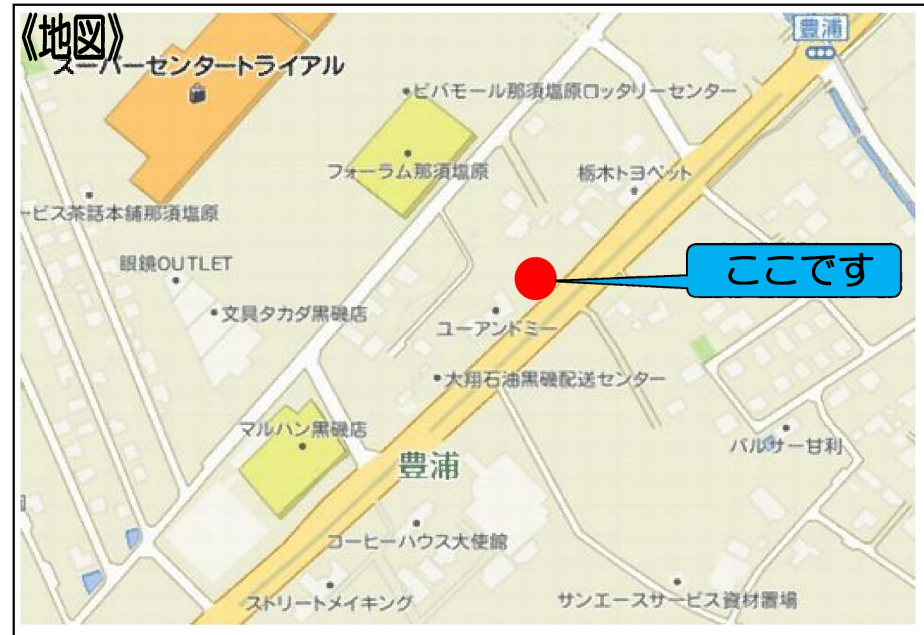 《地図》
豊浦
スーパーセンタートライアル
ビバモール那須塩原ロッタリーセンター
フォーラム那須塩原
栃木トヨペット
ービス茶話本舗那須塩原
眼鏡OUTLET
ここです
文具タカダ黒磯店
ユーアンドミー
大翔石油黒磯配送センター
マルハン黒磯店
バルサー甘利
豊浦
コーヒーハウス大使館
ストリートメイキング
サンエースサービス資材置場